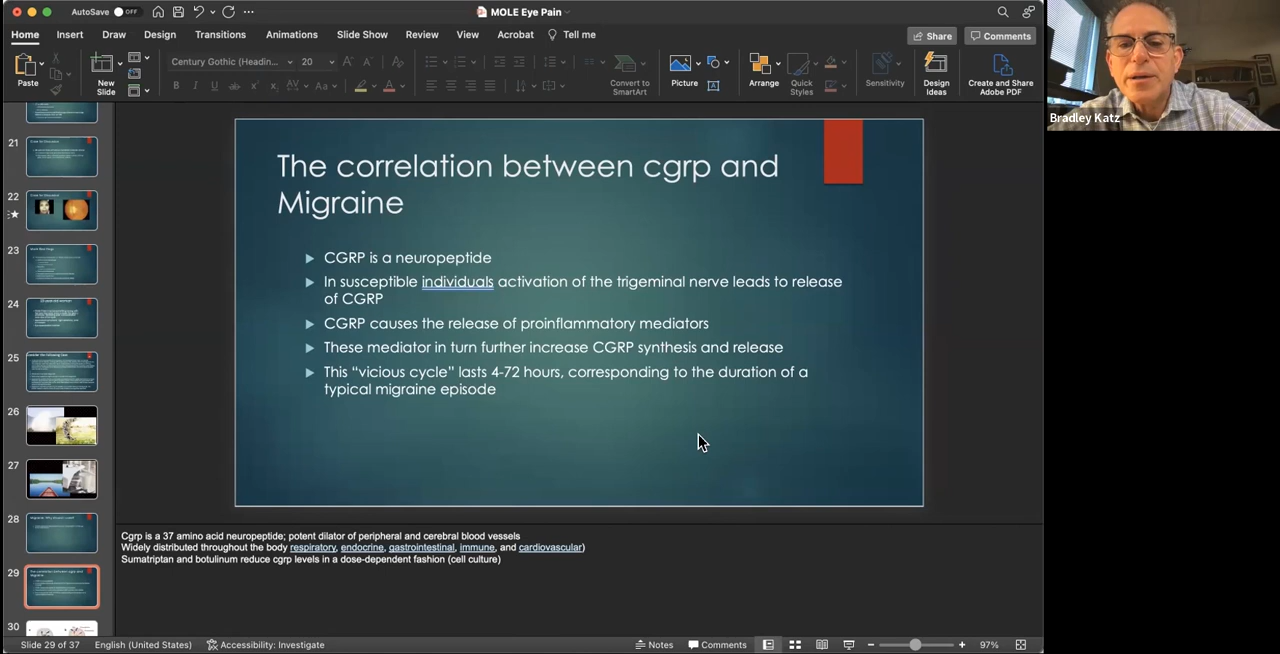 AutoSave OFF
MOLE Eye Pain
Home Insert Draw Design Transitions Animations Slide Show Review View Acrobat Tell me
Share Comments
Century Gothic (Headin... 20
Paste
New Slide
Convert to SmartArt
Picture
Arrange
Quick Styles
Sensitivity
Design Ideas
Create and Share Adobe PDF
Bradley Katz
21
22
23
24
25
26
27
28
29
30
The correlation between cgrp and
Migraine
CGRP is a neuropeptide
In susceptible individuals activation of the trigeminal nerve leads to release
of CGRP
CGRP causes the release of proinflammatory mediators
These mediator in turn further increase CGRP synthesis and release
This “vicious cycle” lasts 4-72 hours, corresponding to the duration of a
typical migraine episode
Cgrp is a 37 amino acid neuropeptide; potent dilator of peripheral and cerebral blood vessels
Widely distributed throughout the body respiratory, endocrine, gastrointestinal, immune, and cardiovascular)
Sumatriptan and botulinum reduce cgrp levels in a dose-dependent fashion (cell culture)
Slide 29 of 37 English (United States) Accessibility: Investigate Notes Comments 97%